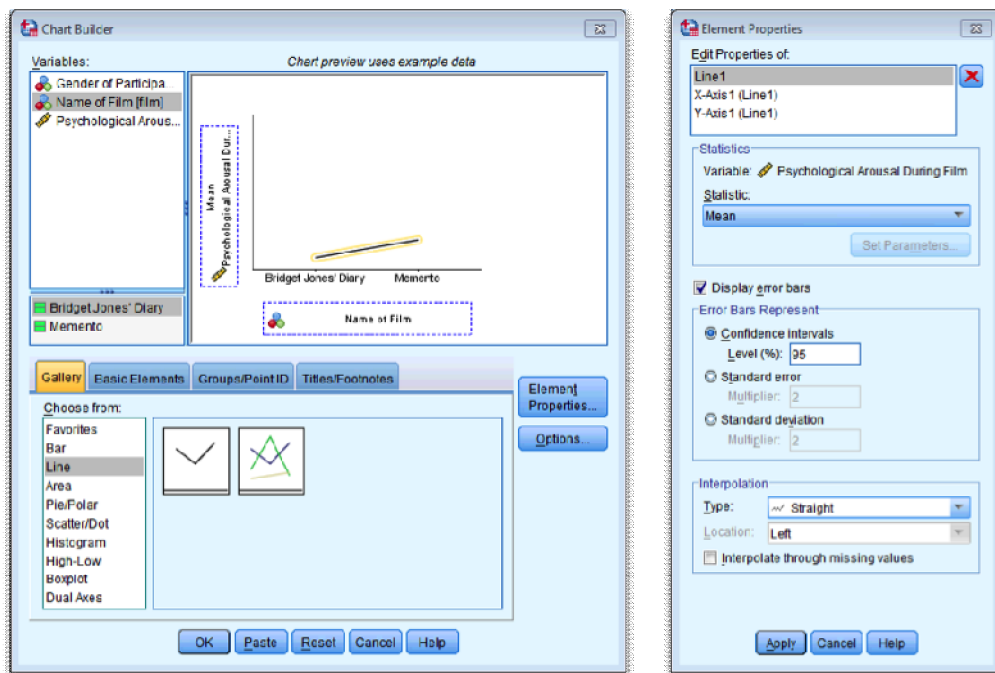 Chart Builder
Variables:
Chart preview uses example data
Gender of Participa...
Name of Film [film]
Psychological Arous...
Mean
Psychological Arousal Dur...
Bridget Jones' Diary Memento
Name of Film
Bridget Jones' Diary
Memento
Gallery Basic Elements Groups/Point ID Titles/Footnotes
Choose from:
Favorites
Bar
Line
Area
Pie/Polar
Scatter/Dot
Histogram
High-Low
Boxplot
Dual Axes
Element Properties...
Options...
OK Paste Reset Cancel Help
Element Properties
Edit Properties of:
Line1
X-Axis1 (Line1)
Y-Axis1 (Line1)
Statistics
Variable: Psychological Arousal During Film
Statistic:
Mean
Set Parameters...
Display error bars
Error Bars Represent
Confidence intervals
Level (%): 95
Standard error
Multiplier: 2
Standard deviation
Multiplier: 2
Interpolation
Type: Straight
Location: Left
Interpolate through missing values
Apply Cancel Help